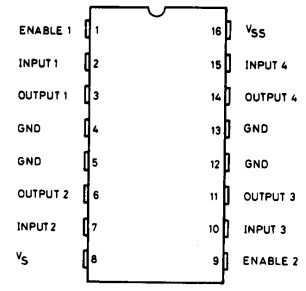 ENABLE 1 1 16 VSS
INPUT 1 2 15 INPUT 4
OUTPUT 1 3 14 OUTPUT 4
GND 4 13 GND
GND 5 12 GND
OUTPUT 2 6 11 OUTPUT 3
INPUT 2 7 10 INPUT 3
VS 8 9 ENABLE 2